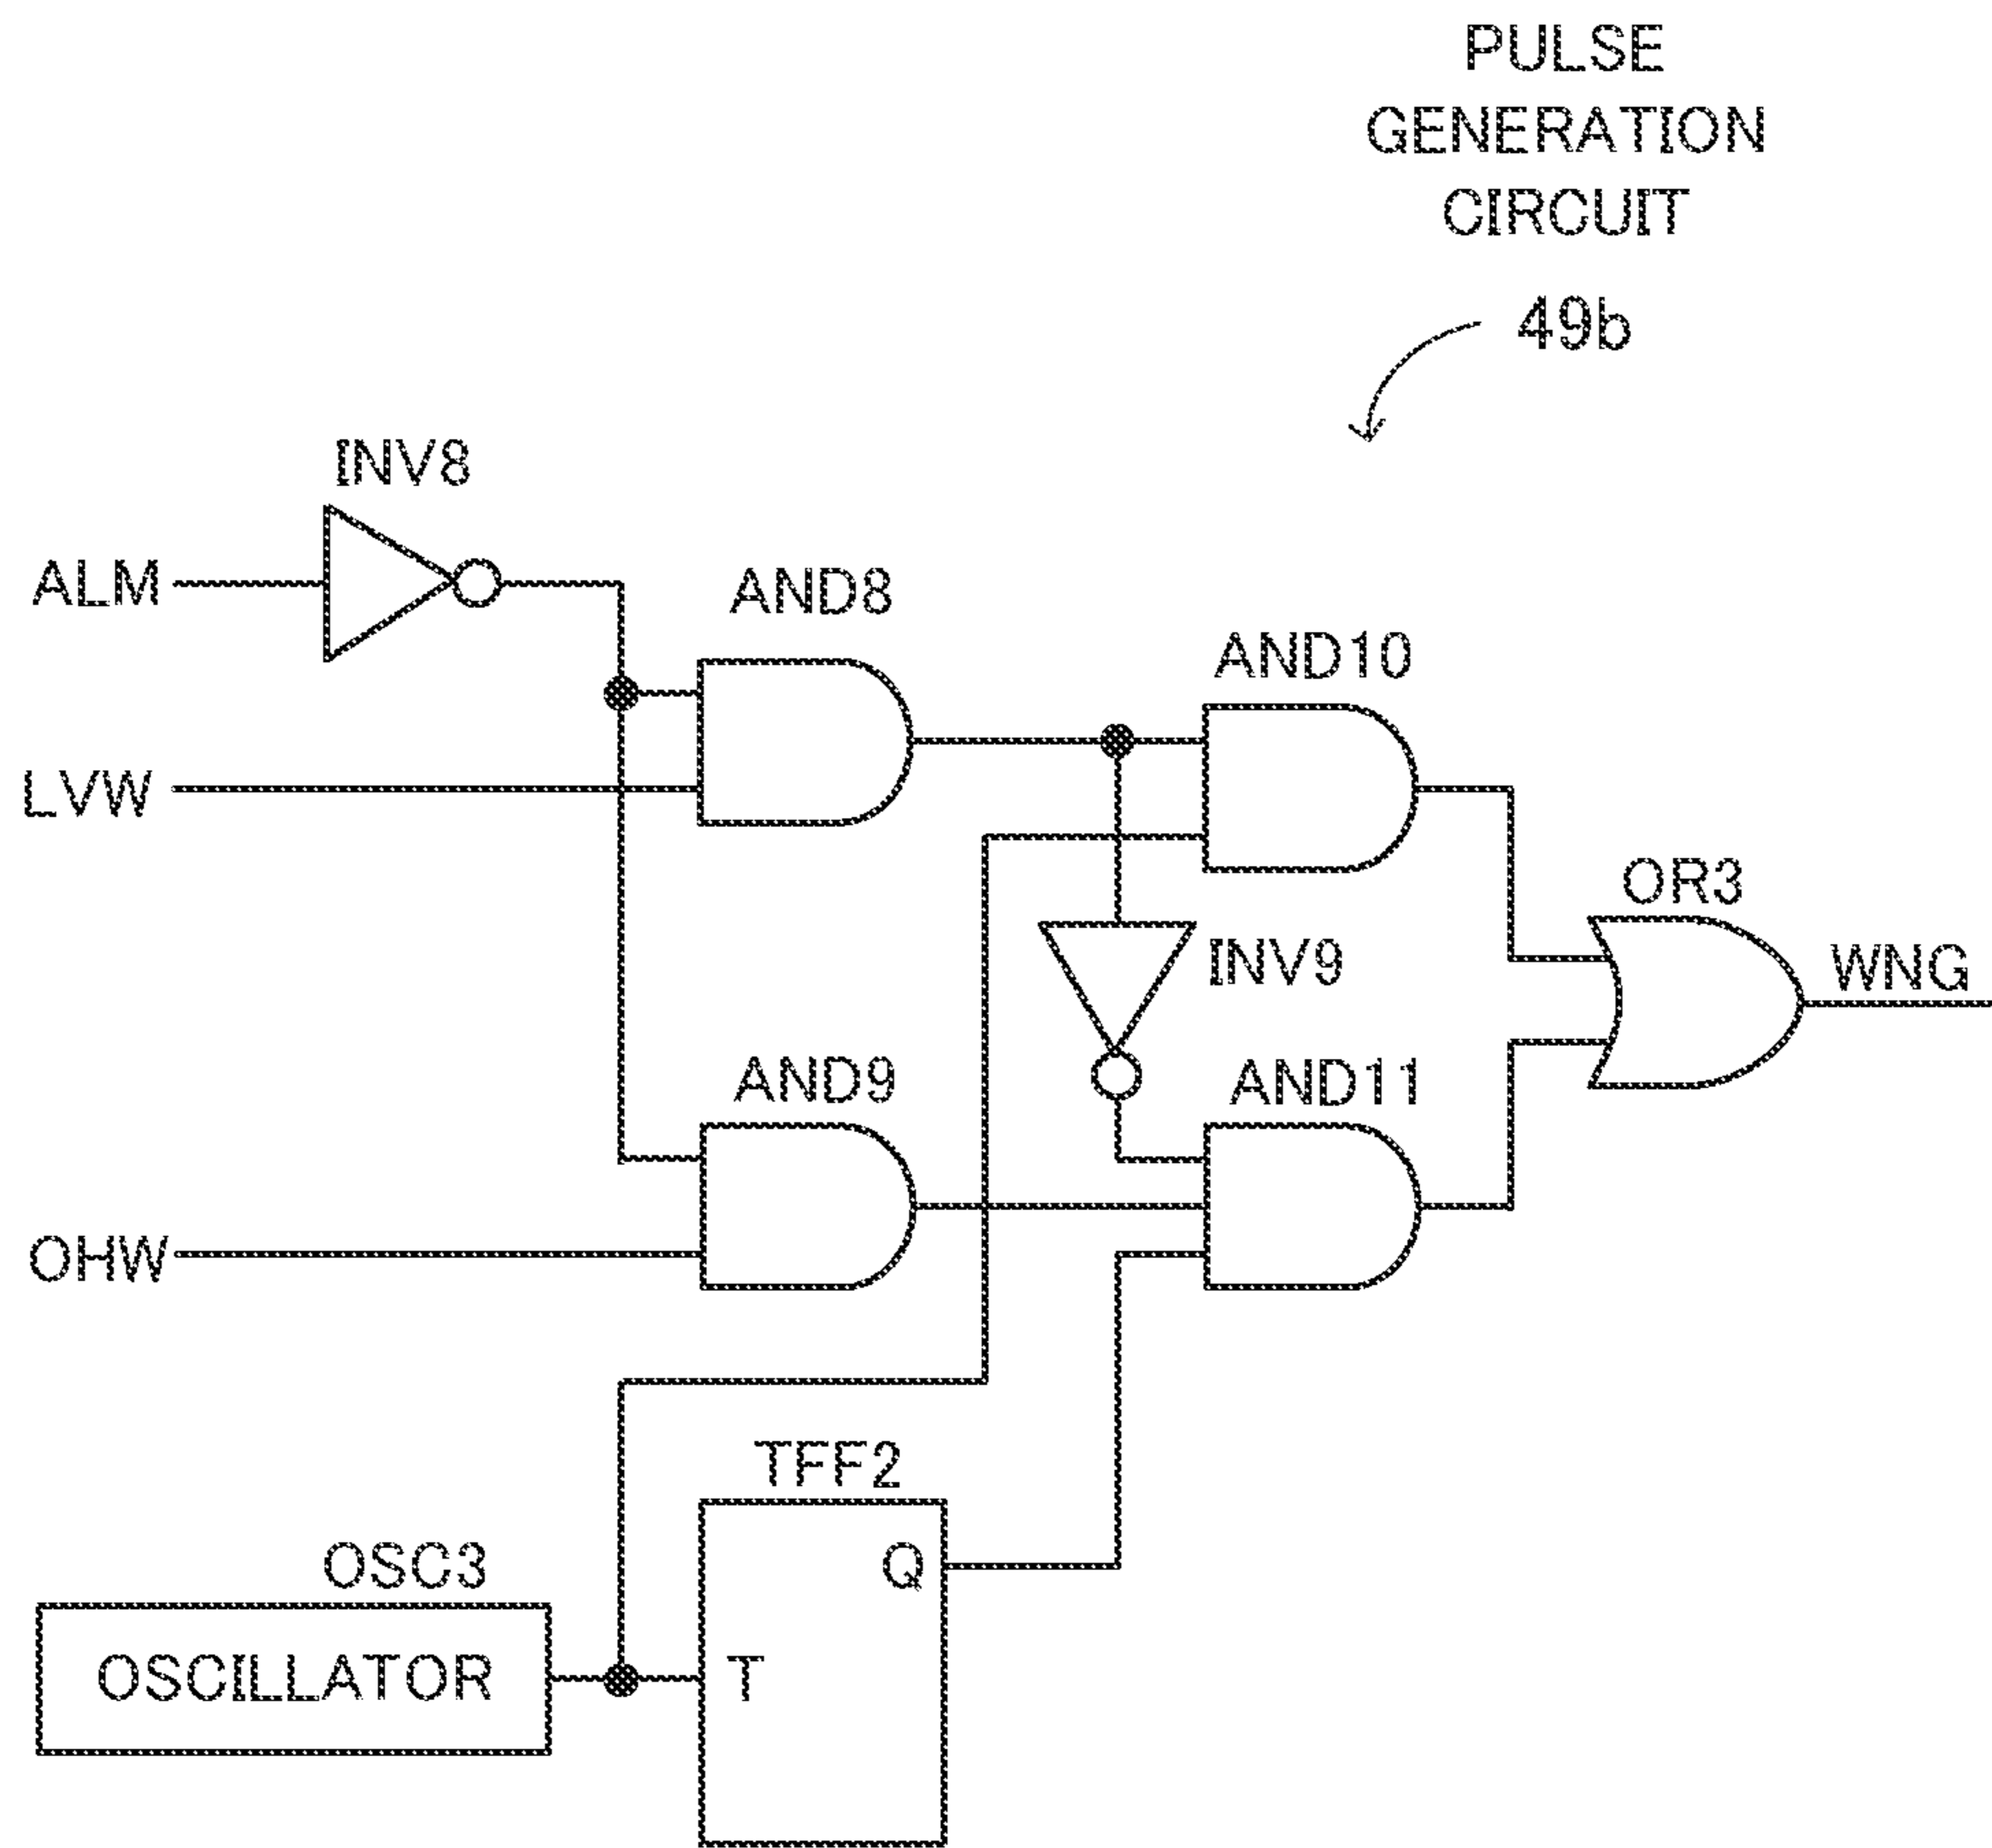 PULSE
GENERATION
CIRCUIT
49b
INV8
ALM
AND8
AND10
LVW
OR3
INV9
WNG
AND9
AND11
OHW
TFF2
Q
OSC3
OSCILLATOR
T